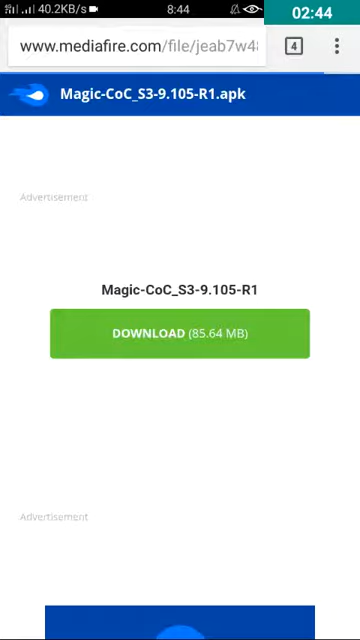 40.2KB/s 8:44 02:44
www.mediafire.com/file/jeab7w48 4
Magic-CoC_S3-9.105-R1.apk
Advertisement
Magic-CoC_S3-9.105-R1
DOWNLOAD (85.64 MB)
Advertisement